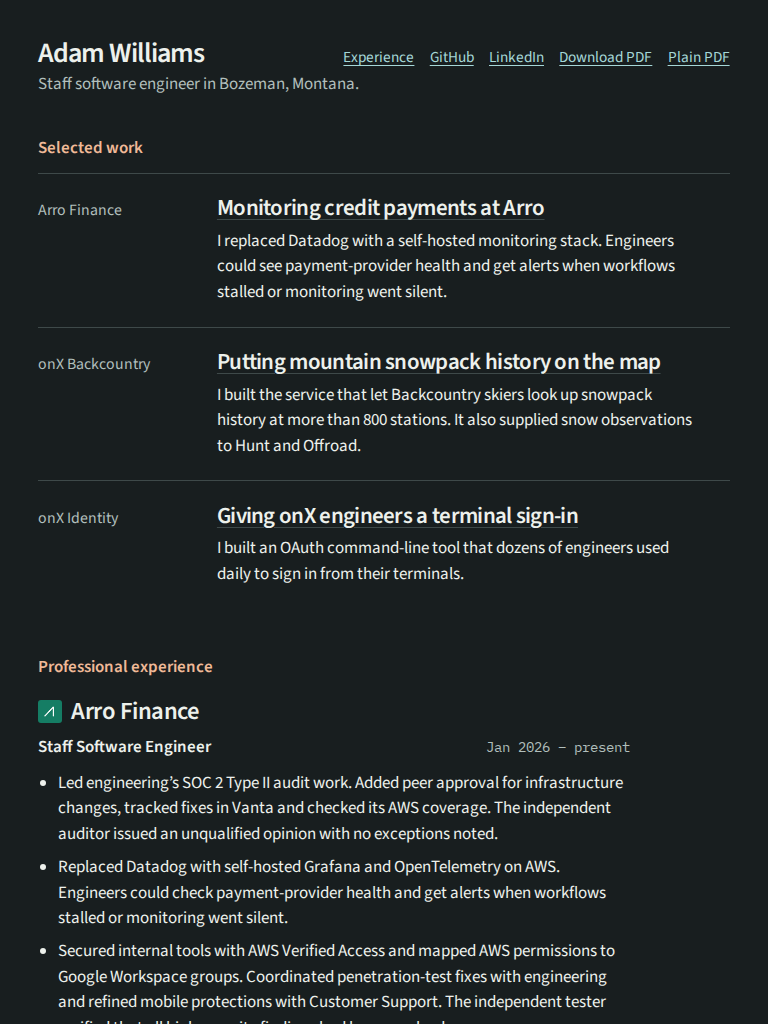 Adam Williams
Experience GitHub LinkedIn Download PDF Plain PDF
Staff software engineer in Bozeman, Montana.
Selected work
Arro Finance
Monitoring credit payments at Arro
I replaced Datadog with a self-hosted monitoring stack. Engineers
could see payment-provider health and get alerts when workflows
stalled or monitoring went silent.
onX Backcountry
Putting mountain snowpack history on the map
I built the service that let Backcountry skiers look up snowpack
history at more than 800 stations. It also supplied snow observations
to Hunt and Offroad.
onX Identity
Giving onX engineers a terminal sign-in
I built an OAuth command-line tool that dozens of engineers used
daily to sign in from their terminals.
Professional experience
Arro Finance
Staff Software Engineer
Jan 2026 – present
• Led engineering’s SOC 2 Type II audit work. Added peer approval for infrastructure
changes, tracked fixes in Vanta and checked its AWS coverage. The independent
auditor issued an unqualified opinion with no exceptions noted.
• Replaced Datadog with self-hosted Grafana and OpenTelemetry on AWS.
Engineers could check payment-provider health and get alerts when workflows
stalled or monitoring went silent.
• Secured internal tools with AWS Verified Access and mapped AWS permissions to
Google Workspace groups. Coordinated penetration-test fixes with engineering
and refined mobile protections with Customer Support. The independent tester